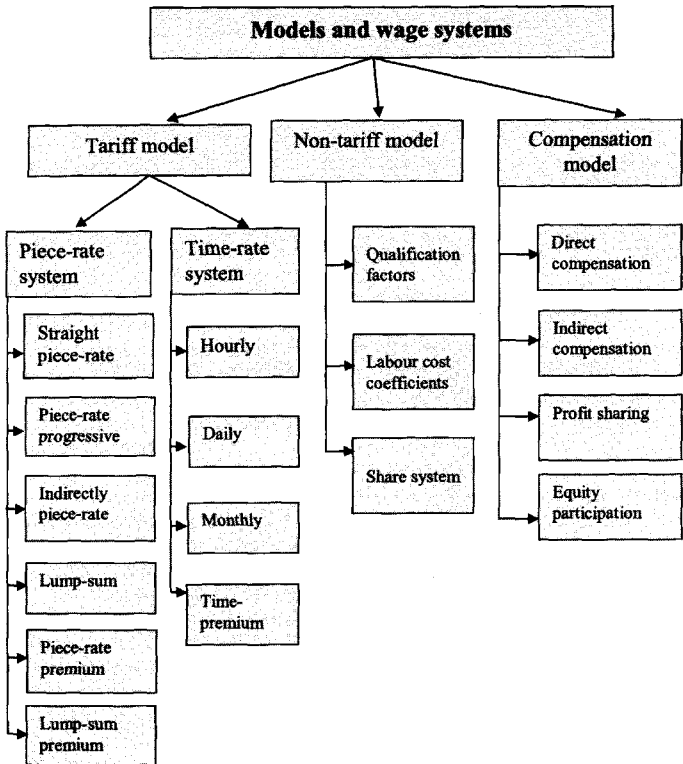 Models and wage systems
Tariff model
Non-tariff model
Compensation
model
Piece-rate
system
Time-rate
system
Straight
piece-rate
Piece-rate
progressive
Indirectly
piece-rate
Lump-sum
Piece-rate
premium
Lump-sum
premium
Hourly
Daily
Monthly
Time-
premium
Qualification
factors
Labour cost
coefficients
Share system
Direct
compensation
Indirect
compensation
Profit sharing
Equity
participation